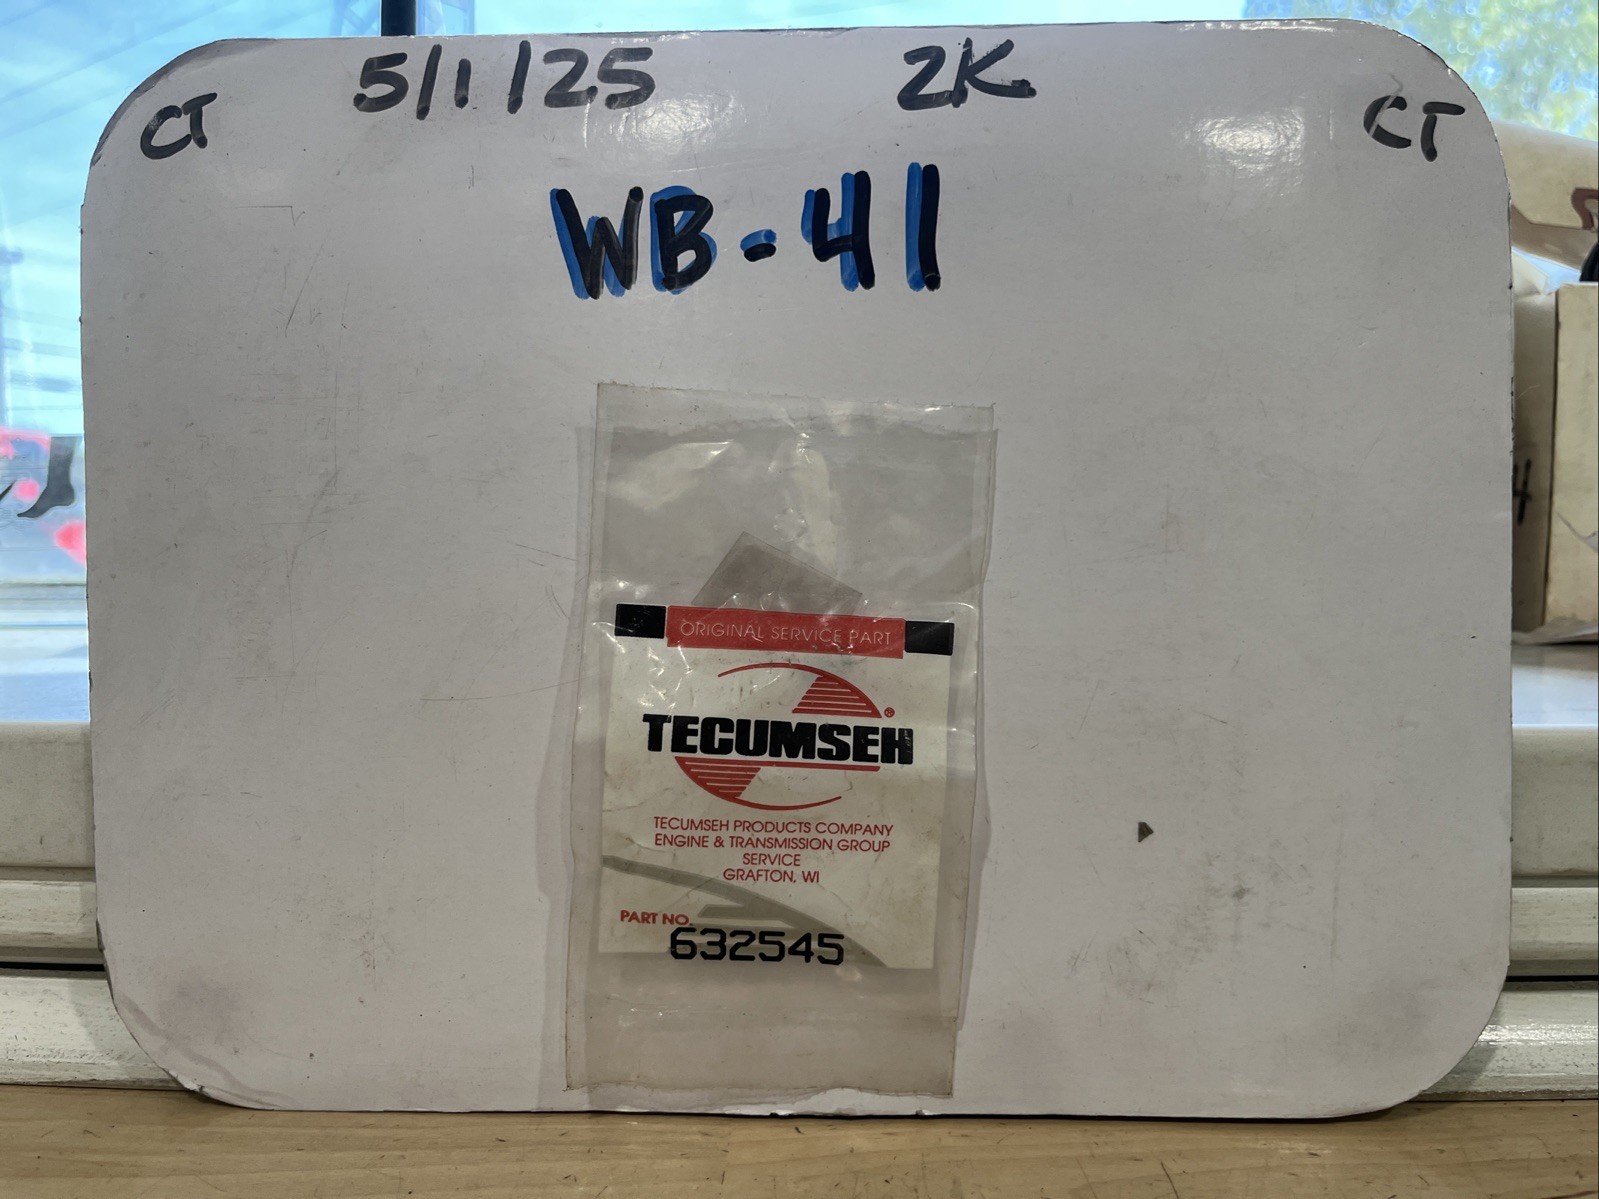 5/1/25 2K
CT CT
WB-41
ORIGINAL SERVICE PART
TECUMSEH®
TECUMSEH PRODUCTS COMPANY
ENGINE & TRANSMISSION GROUP
SERVICE
GRAFTON, WI
PART NO.
632545